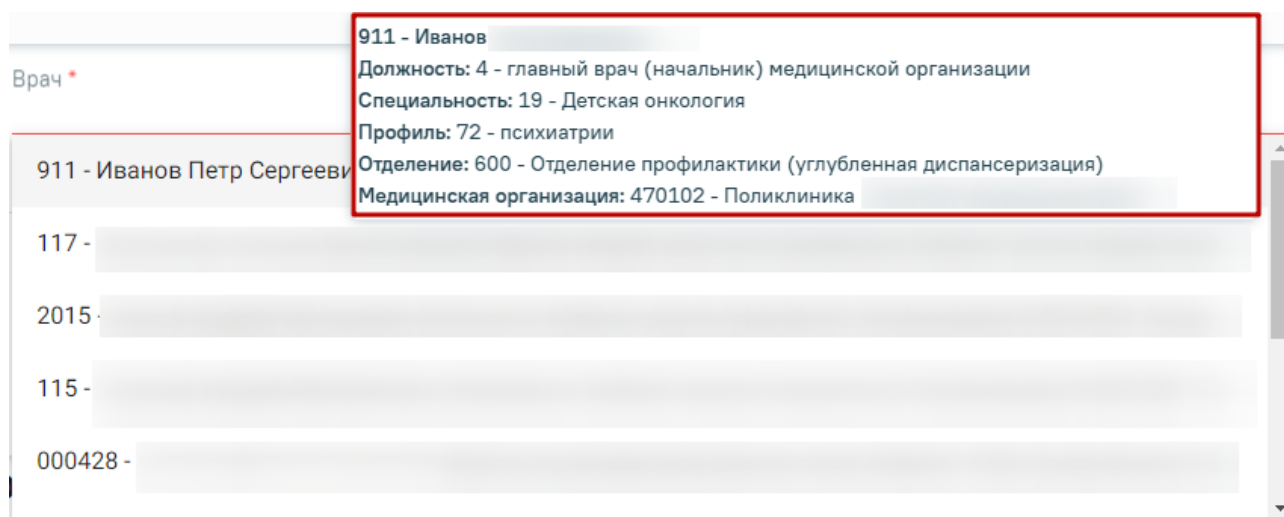 911 - Иванов
Должность: 4 - главный врач (начальник) медицинской организации
Специальность: 19 - Детская онкология
Профиль: 72 - психиатрии
Отделение: 600 - Отделение профилактики (углубленная диспансеризация)
Медицинская организация: 470102 - Поликлиника
Врач *
911 - Иванов Петр Сергееви
117 -
2015 -
115 -
000428 -